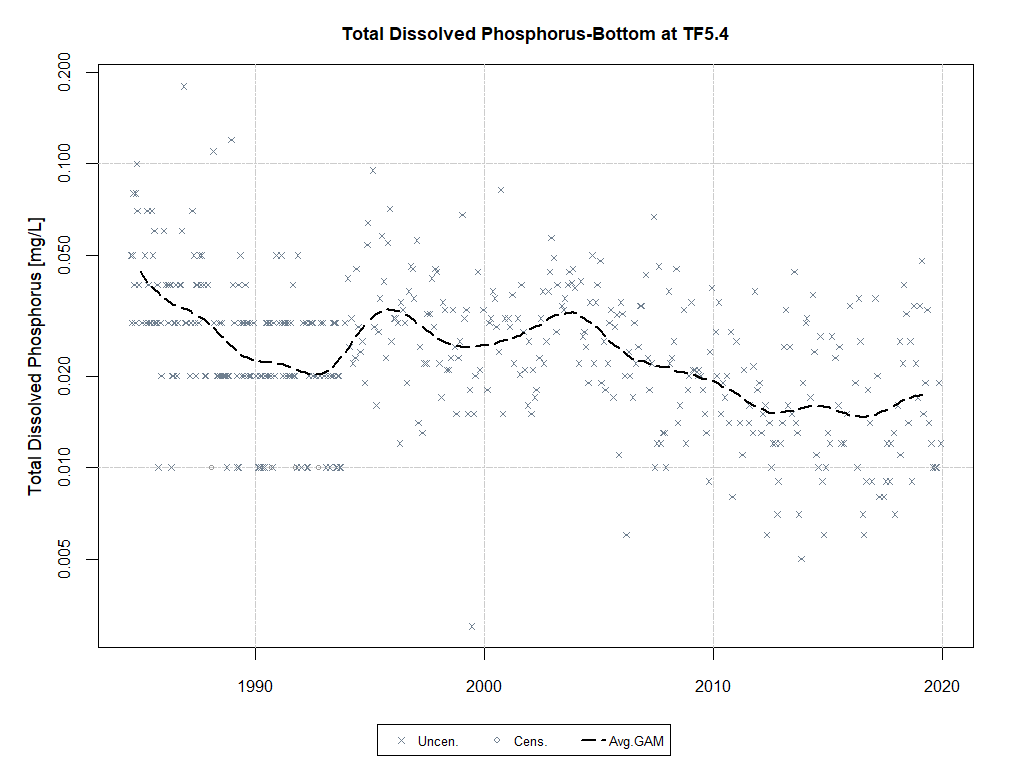 Total Dissolved Phosphorus-Bottom at TF5.4
Total Dissolved Phosphorus [mg/L]
0.200
0.100
0.050
0.020
0.010
0.005
1990 2000 2010 2020
Uncen. Cens. Avg.GAM